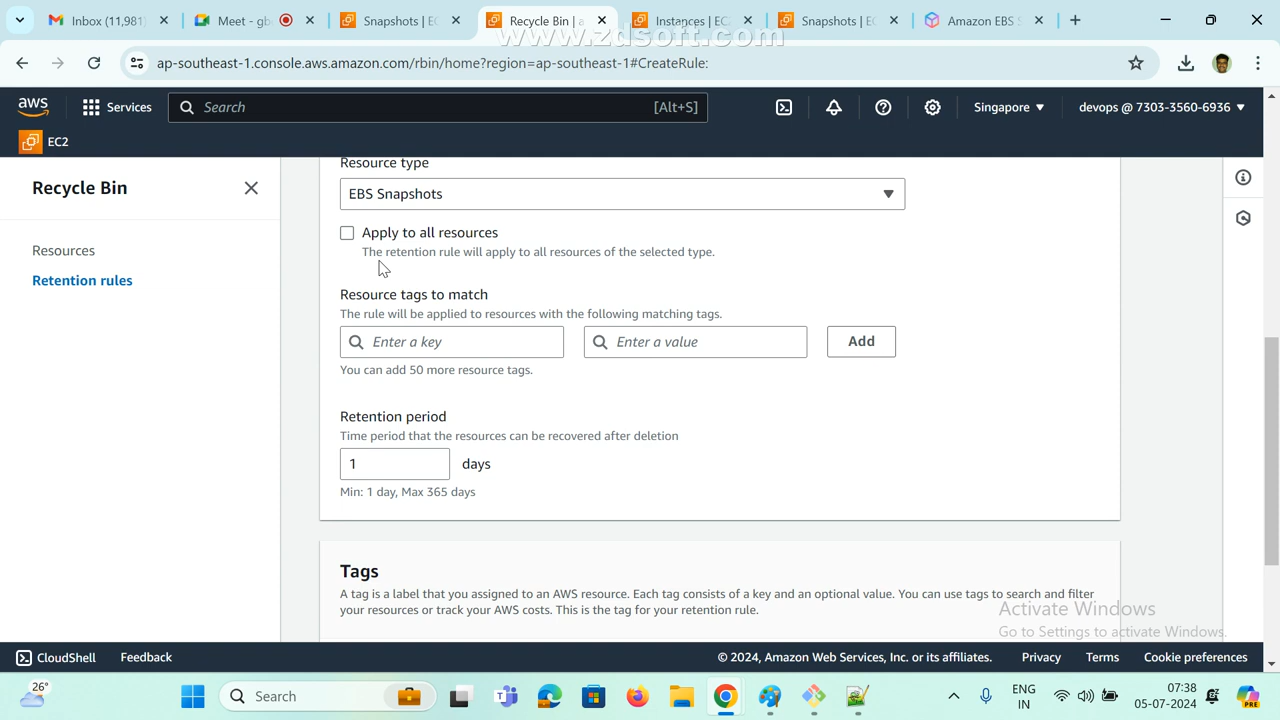 Inbox (11,981)
Meet - gb
Snapshots | EC
Recycle Bin | a
Instances | EC2
Snapshots | EC
Amazon EBS S
www.zdsoft.com
ap-southeast-1.console.aws.amazon.com/rbin/home?region=ap-southeast-1#CreateRule:
aws
Services
Search
[Alt+S]
Singapore
devops @ 7303-3560-6936
EC2
Recycle Bin
Resources
Retention rules
Resource type
EBS Snapshots
Apply to all resources
The retention rule will apply to all resources of the selected type.
Resource tags to match
The rule will be applied to resources with the following matching tags.
Enter a key
Enter a value
Add
You can add 50 more resource tags.
Retention period
Time period that the resources can be recovered after deletion
1
days
Min: 1 day, Max 365 days
Tags
A tag is a label that you assigned to an AWS resource. Each tag consists of a key and an optional value. You can use tags to search and filter
your resources or track your AWS costs. This is the tag for your retention rule.
Activate Windows
Go to Settings to activate Windows.
CloudShell
Feedback
© 2024, Amazon Web Services, Inc. or its affiliates.
Privacy
Terms
Cookie preferences
26°
Search
ENG
IN
07:38
05-07-2024
PRE